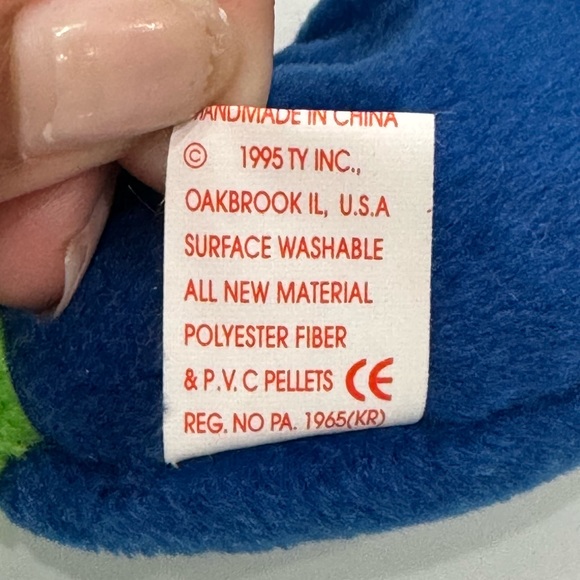 HANDMADE IN CHINA
© 1995 TY INC.,
OAKBROOK IL, U.S.A
SURFACE WASHABLE
ALL NEW MATERIAL
POLYESTER FIBER
& P.V.C PELLETS CE
REG. NO PA. 1965(KR)